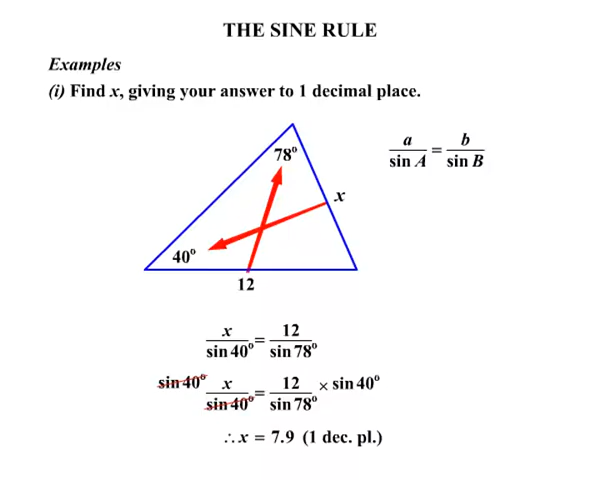 THE SINE RULE
Examples
(i) Find x, giving your answer to 1 decimal place.
78°
a/sin A = b/sin B
x
40°
12
x/sin 40° = 12/sin 78°
sin 40° x/sin 40° = 12/sin 78° × sin 40°
∴ x = 7.9 (1 dec. pl.)